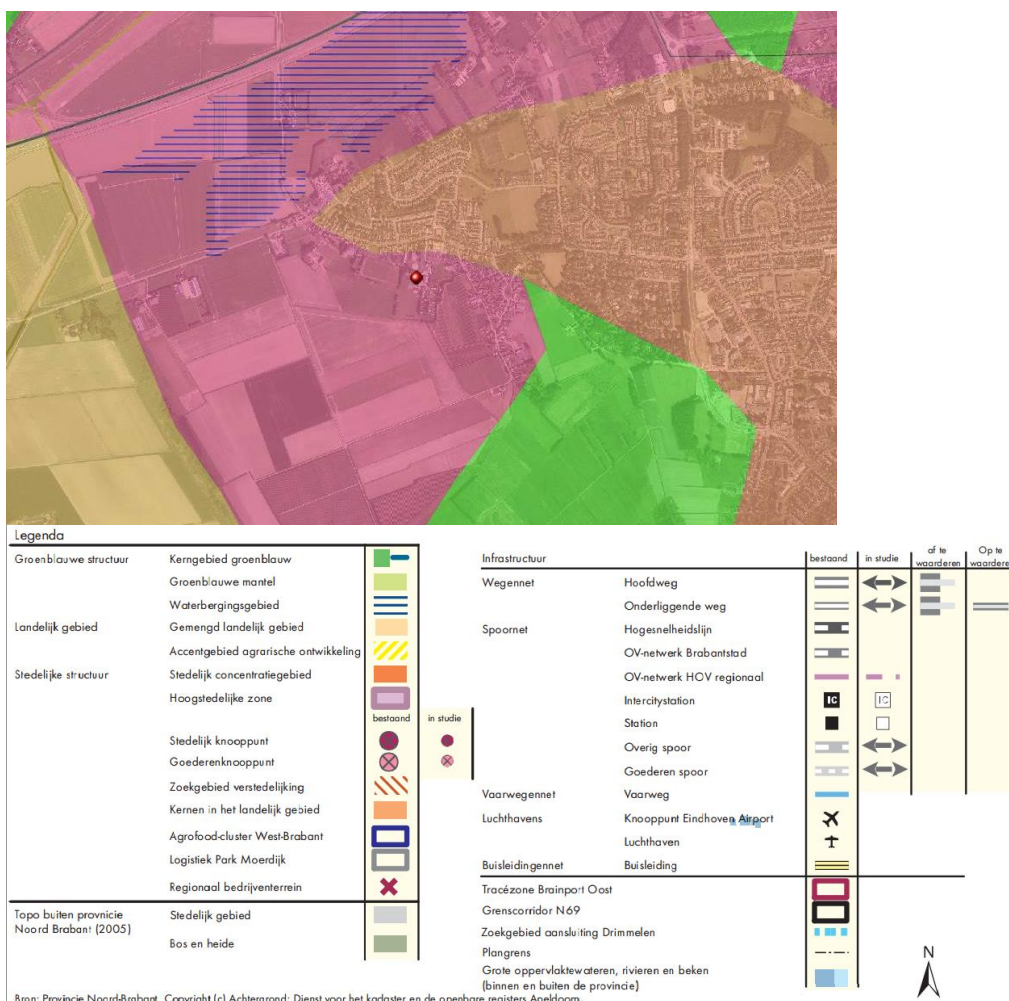 Legenda
Groenblauwe structuur Kerngebied groenblauw
Groenblauwe mantel
Waterbergingsgebied
Landelijk gebied Gemengd landelijk gebied
Accentgebied agrarische ontwikkeling
Stedelijke structuur Stedelijk concentratiegebied
Hoogstedelijke zone
bestaand in studie
Stedelijk knooppunt
Goederenknooppunt
Zoekgebied verstedelijking
Kernen in het landelijk gebied
Agrofood-cluster West-Brabant
Logistiek Park Moerdijk
Regionaal bedrijventerrein
Topo buiten provnicie Stedelijk gebied
Noord Brabant (2005)
Bos en heide
Infrastructuur bestaand in studie af te waarderen Op te waardere
Wegennet Hoofdweg
Onderliggende weg
Spoornet Hogesnelheidslijn
OV-netwerk Brabantstad
OV-netwerk HOV regionaal
Intercitystation IC IC
Station
Overig spoor
Goederen spoor
Vaarwegennet Vaarweg
Luchthavens Knooppunt Eindhoven Airport
Luchthaven
Buisleidingennet Buisleiding
Tracézone Brainport Oost
Grenscorridor N69
Zoekgebied aansluiting Drimmelen
Plangrens
Grote oppervlaktewateren, rivieren en beken
(binnen en buiten de provincie)
N
Bron: Provincie Noord-Brabant, Copyright (c) Achtergrond: Dienst voor het kadaster en de openbare registers Apeldoorn